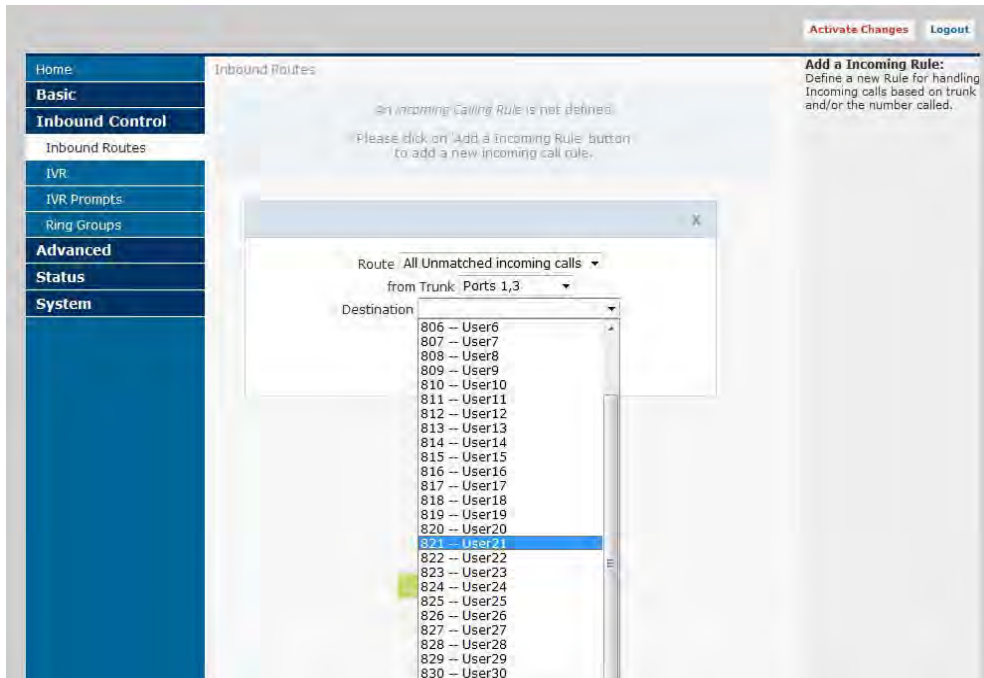 Activate Changes Logout
Home
Basic
Inbound Control
Inbound Routes
IVR
IVR Prompts
Ring Groups
Advanced
Status
System
Inbound Routes
An Incoming Calling Rule is not defined.
Please click on 'Add a Incoming Rule' button
to add a new incoming call rule.
X
Route All Unmatched incoming calls
from Trunk Ports 1,3
Destination
806 -- User6
807 -- User7
808 -- User8
809 -- User9
810 -- User10
811 -- User11
812 -- User12
813 -- User13
814 -- User14
815 -- User15
816 -- User16
817 -- User17
818 -- User18
819 -- User19
820 -- User20
821 -- User21
822 -- User22
823 -- User23
824 -- User24
825 -- User25
826 -- User26
827 -- User27
828 -- User28
829 -- User29
830 -- User30
Add a Incoming Rule:
Define a new Rule for handling
Incoming calls based on trunk
and/or the number called.